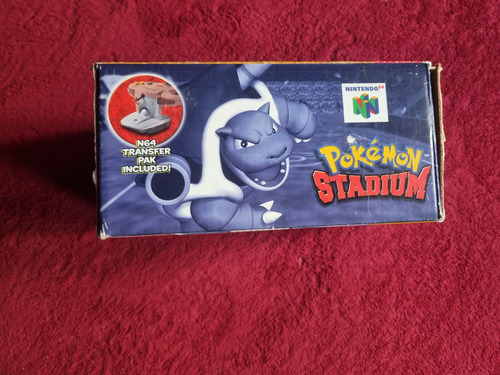 N64
TRANSFER
PAK
INCLUDED!
NINTENDO 64
N
POKéMON
STADIUM